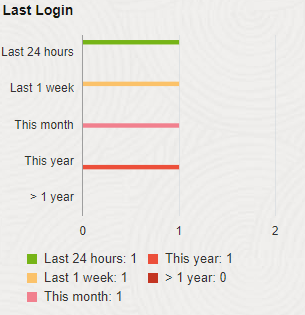 Last Login
Last 24 hours
Last 1 week
This month
This year
> 1 year
0 1 2
Last 24 hours: 1 This year: 1
Last 1 week: 1 > 1 year: 0
This month: 1